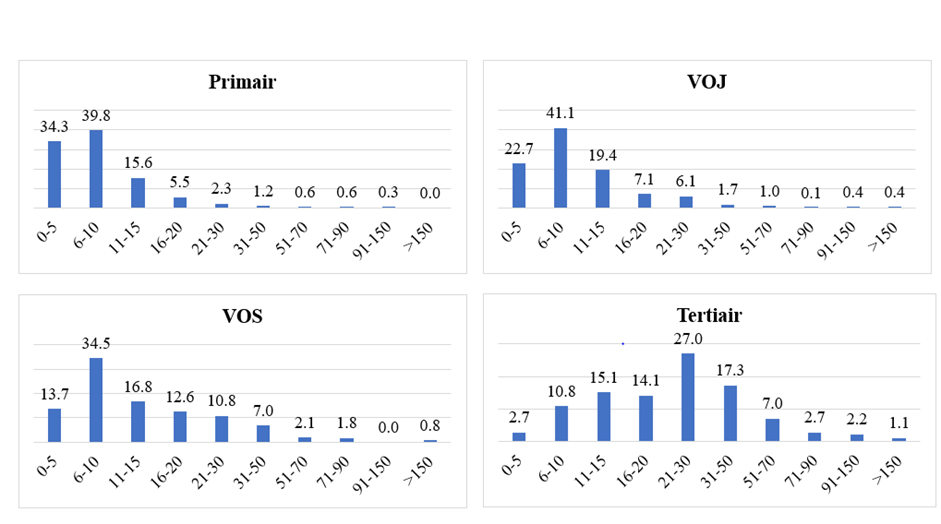 Primair
34.3 39.8 15.6 5.5 2.3 1.2 0.6 0.6 0.3 0.0
0-5 6-10 11-15 16-20 21-30 31-50 51-70 71-90 91-150 >150
VOJ
22.7 41.1 19.4 7.1 6.1 1.7 1.0 0.1 0.4 0.4
0-5 6-10 11-15 16-20 21-30 31-50 51-70 71-90 91-150 >150
VOS
13.7 34.5 16.8 12.6 10.8 7.0 2.1 1.8 0.0 0.8
0-5 6-10 11-15 16-20 21-30 31-50 51-70 71-90 91-150 >150
Tertiair
2.7 10.8 15.1 14.1 27.0 17.3 7.0 2.7 2.2 1.1
0-5 6-10 11-15 16-20 21-30 31-50 51-70 71-90 91-150 >150